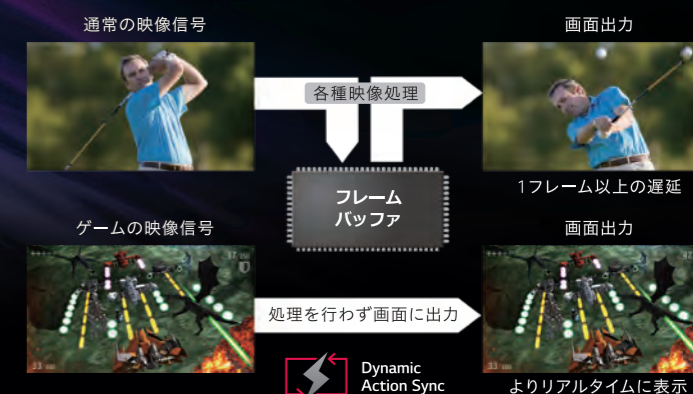 通常の映像信号
画面出力
各種映像処理
フレーム
バッファ
1フレーム以上の遅延
ゲームの映像信号
画面出力
処理を行わず画面に出力
Dynamic
Action Sync
よりリアルタイムに表示